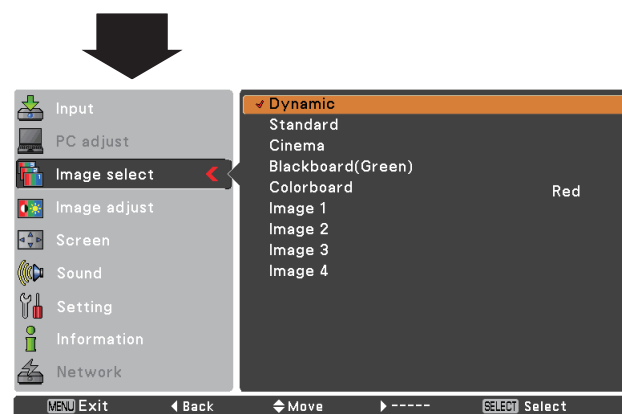 Input
PC adjust
Image select
Image adjust
Screen
Sound
Setting
Information
Network
Dynamic
Standard
Cinema
Blackboard(Green)
Colorboard Red
Image 1
Image 2
Image 3
Image 4
MENU Exit Back Move ----- SELECT Select